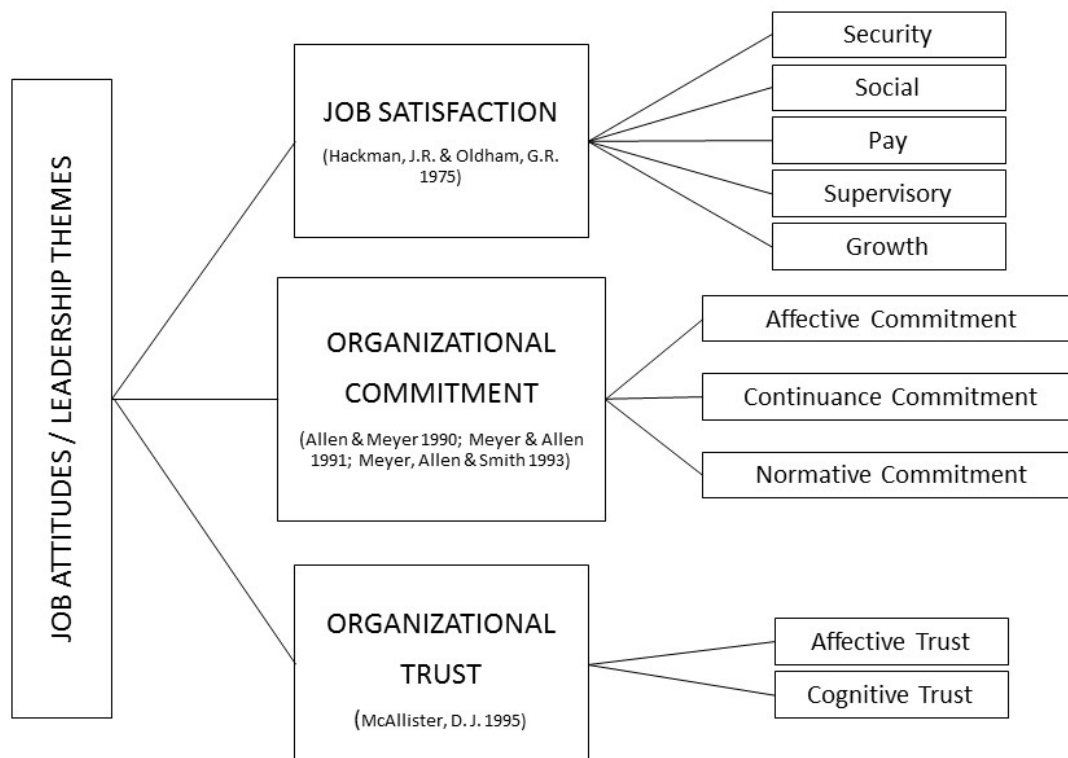 JOB ATTITUDES / LEADERSHIP THEMES
JOB SATISFACTION
(Hackman, J.R. & Oldham, G.R.
1975)
Security
Social
Pay
Supervisory
Growth
ORGANIZATIONAL
COMMITMENT
(Allen & Meyer 1990; Meyer & Allen
1991; Meyer, Allen & Smith 1993)
Affective Commitment
Continuance Commitment
Normative Commitment
ORGANIZATIONAL
TRUST
(McAllister, D. J. 1995)
Affective Trust
Cognitive Trust